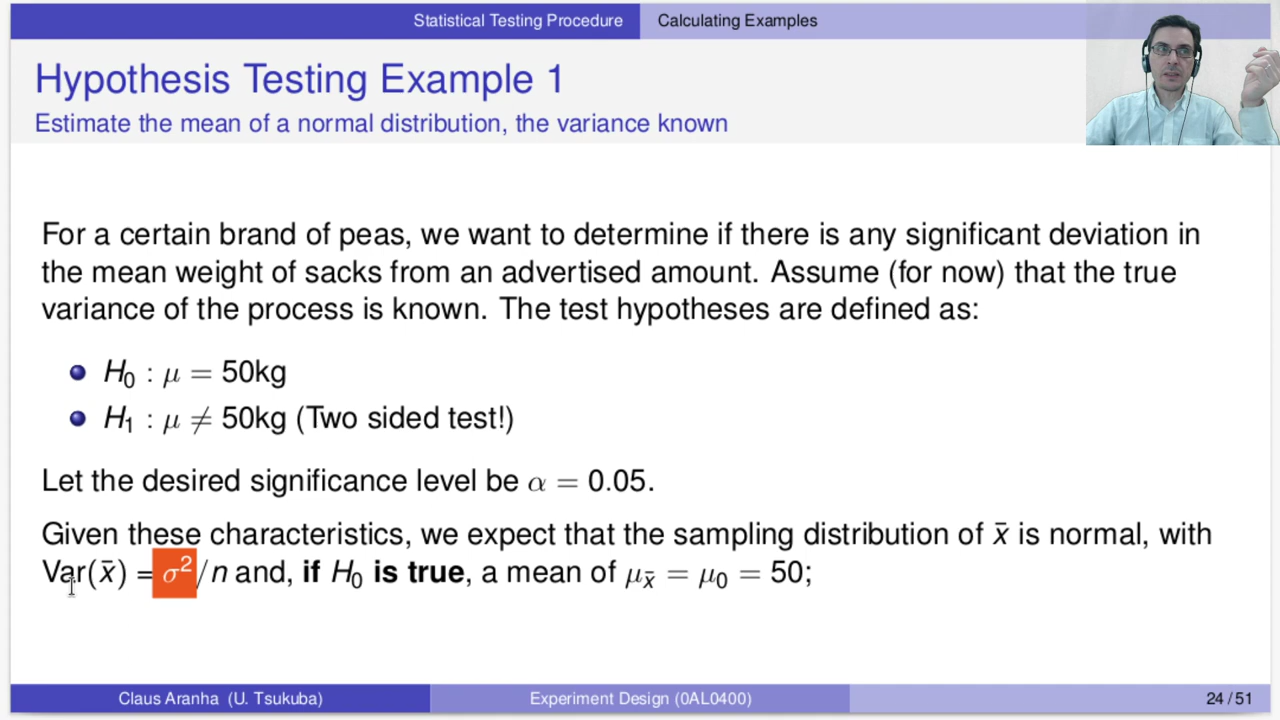 Statistical Testing Procedure Calculating Examples
Hypothesis Testing Example 1
Estimate the mean of a normal distribution, the variance known
For a certain brand of peas, we want to determine if there is any significant deviation in
the mean weight of sacks from an advertised amount. Assume (for now) that the true
variance of the process is known. The test hypotheses are defined as:
H₀ : μ = 50kg
H₁ : μ ≠ 50kg (Two sided test!)
Let the desired significance level be α = 0.05.
Given these characteristics, we expect that the sampling distribution of x̄ is normal, with
Var(x̄) = σ²/n and, if H₀ is true, a mean of μₓ̄ = μ₀ = 50;
Claus Aranha (U. Tsukuba) Experiment Design (0AL0400) 24 / 51